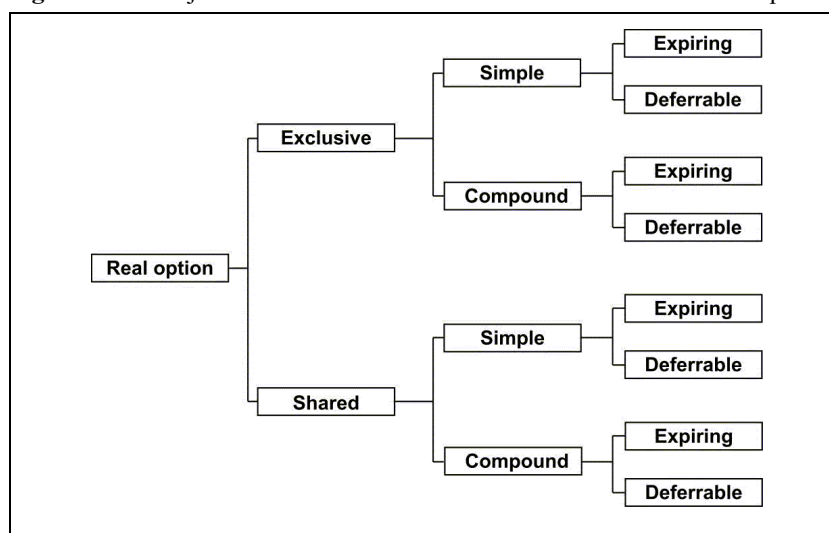 Real option
Exclusive
Simple
Expiring
Deferrable
Compound
Expiring
Deferrable
Shared
Simple
Expiring
Deferrable
Compound
Expiring
Deferrable